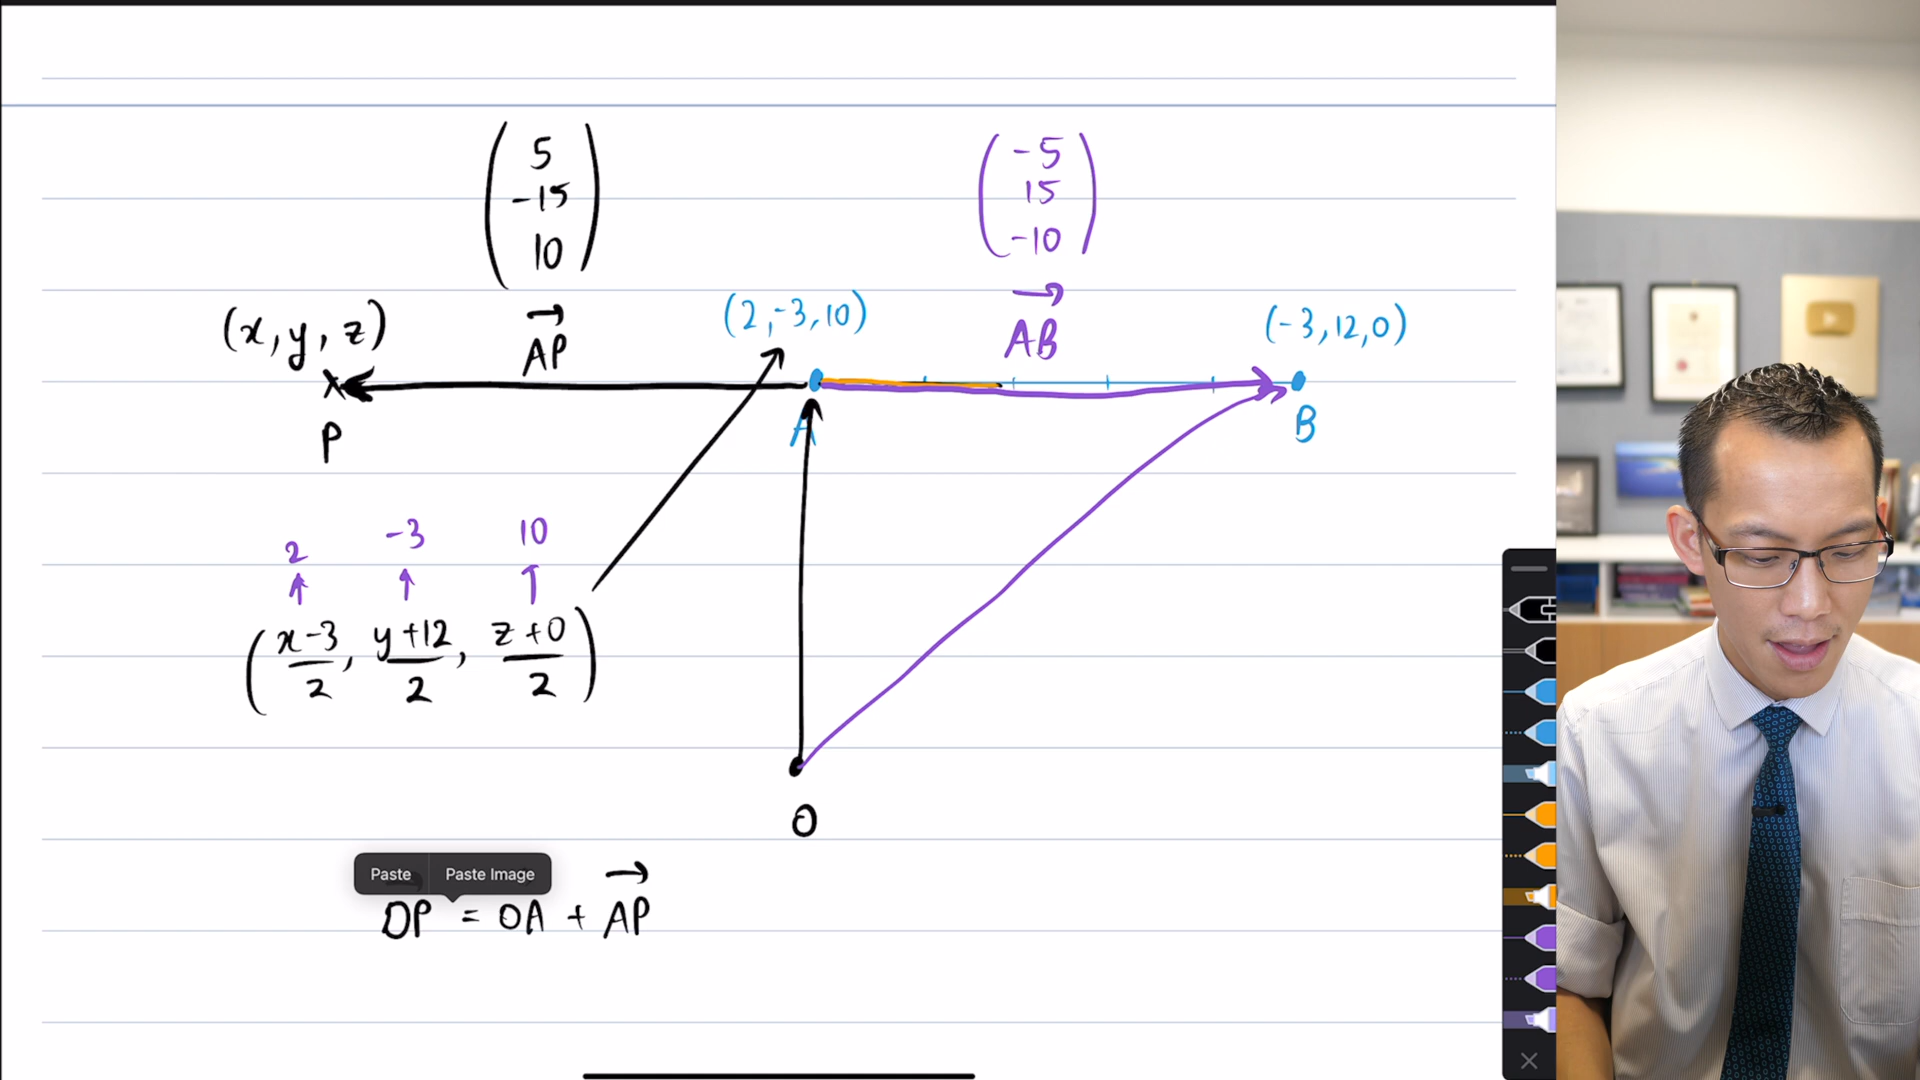 5
-15
10
-5
15
-10
(x, y, z)
AP
(2, -3, 10)
AB
(-3, 12, 0)
P
A
B
2
-3
10
(x-3/2, y+12/2, z+0/2)
O
Paste
Paste Image
OP = OA + AP